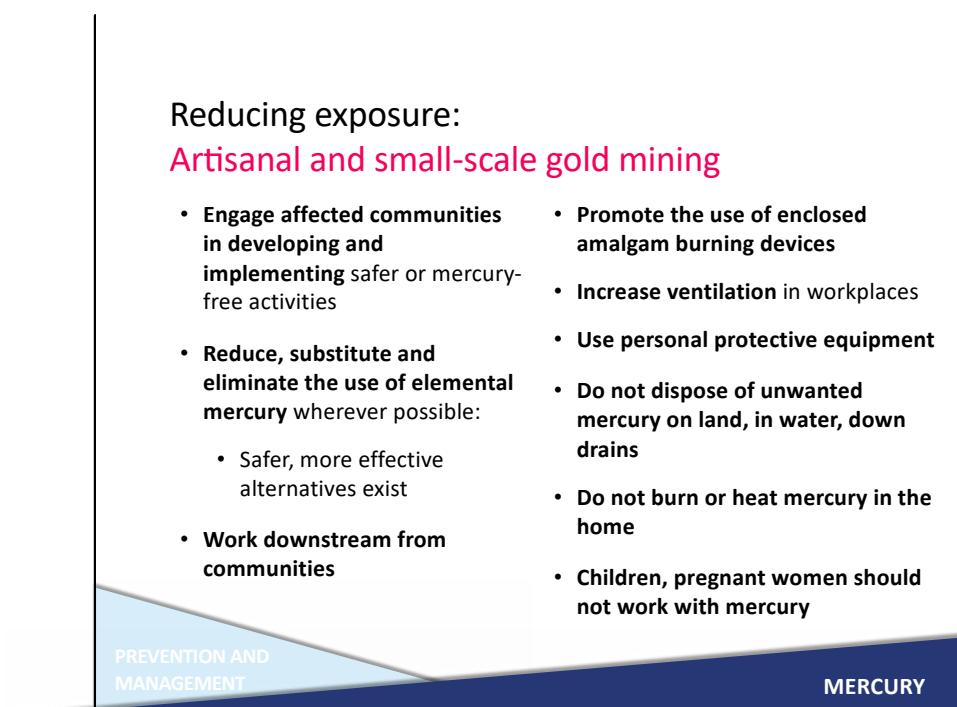 Reducing exposure:
Artisanal and small-scale gold mining
• Engage affected communities
in developing and
implementing safer or mercury-
free activities
• Reduce, substitute and
eliminate the use of elemental
mercury wherever possible:
• Safer, more effective
alternatives exist
• Work downstream from
communities
• Promote the use of enclosed
amalgam burning devices
• Increase ventilation in workplaces
• Use personal protective equipment
• Do not dispose of unwanted
mercury on land, in water, down
drains
• Do not burn or heat mercury in the
home
• Children, pregnant women should
not work with mercury
PREVENTION AND
MANAGEMENT
MERCURY